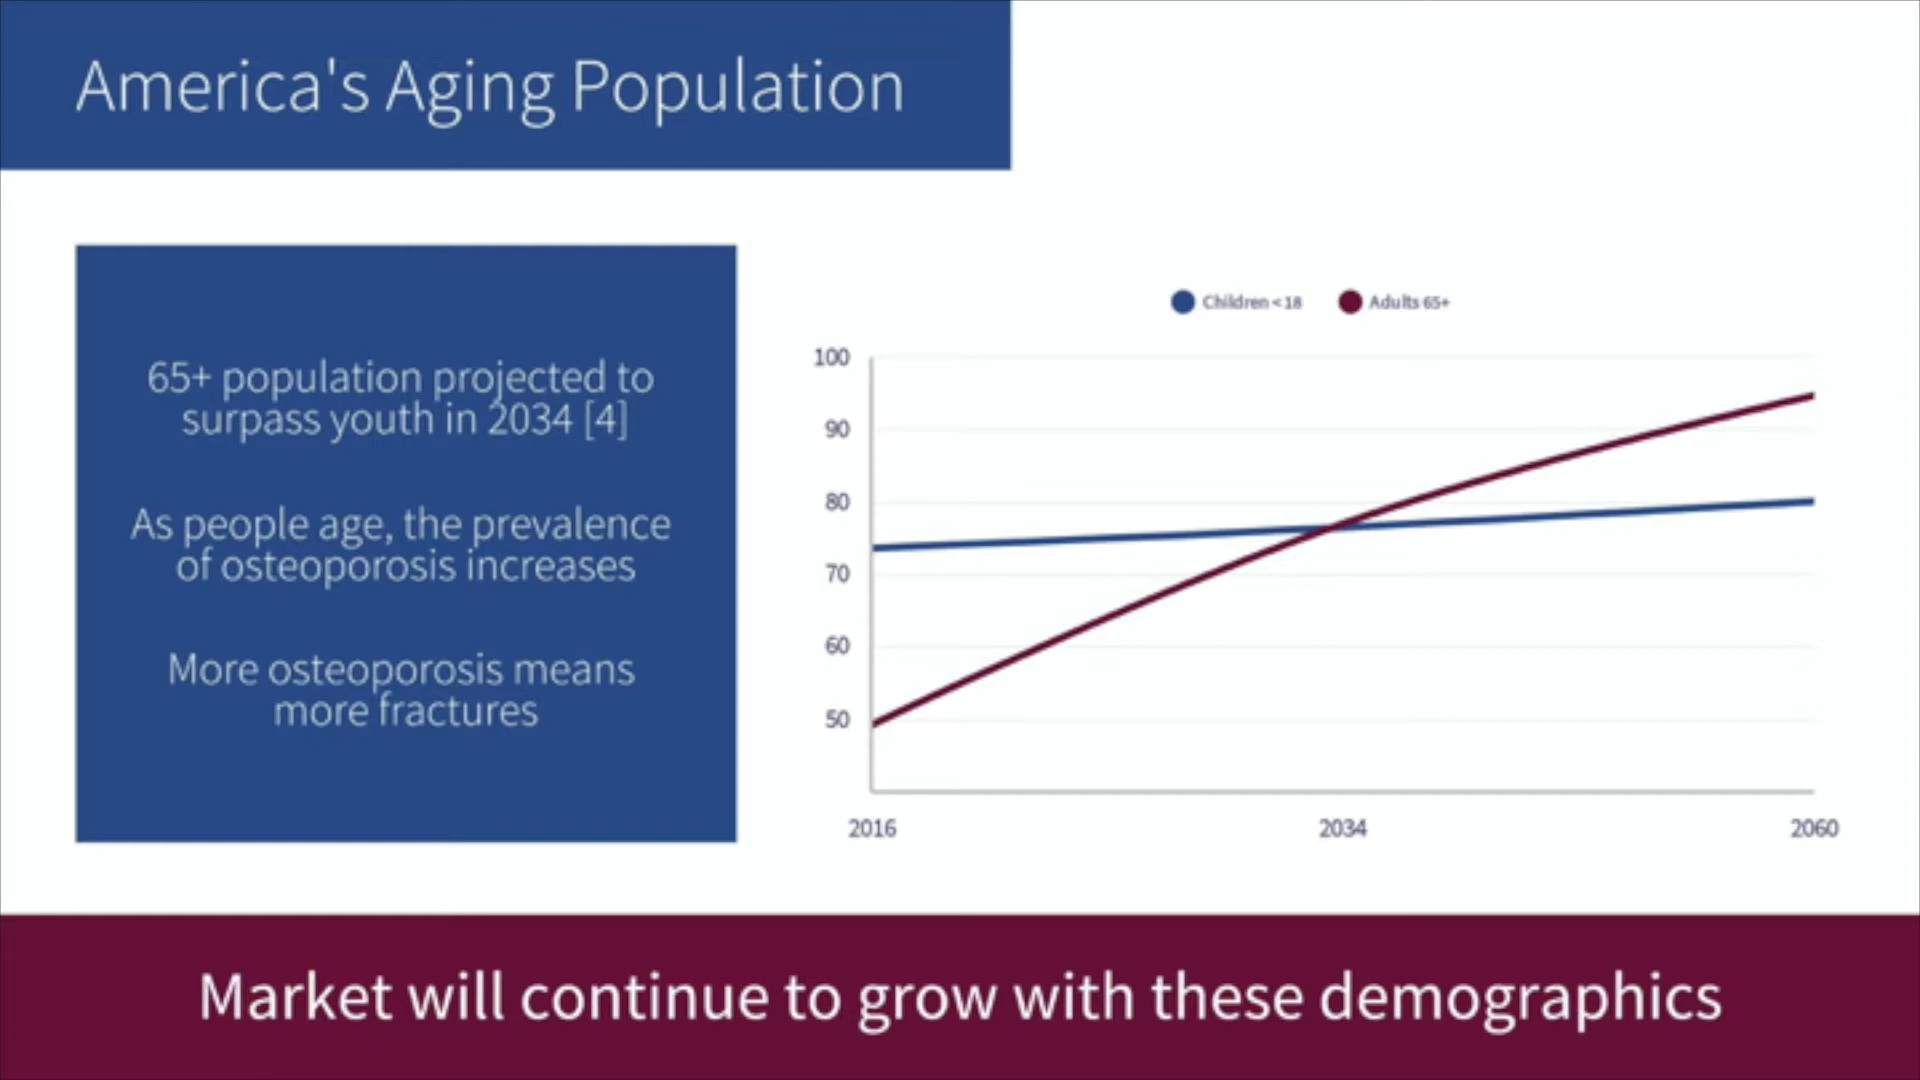 America's Aging Population
65+ population projected to
surpass youth in 2034 [4]
As people age, the prevalence
of osteoporosis increases
More osteoporosis means
more fractures
Children <18
Adults 65+
100
90
80
70
60
50
2016
2034
2060
Market will continue to grow with these demographics